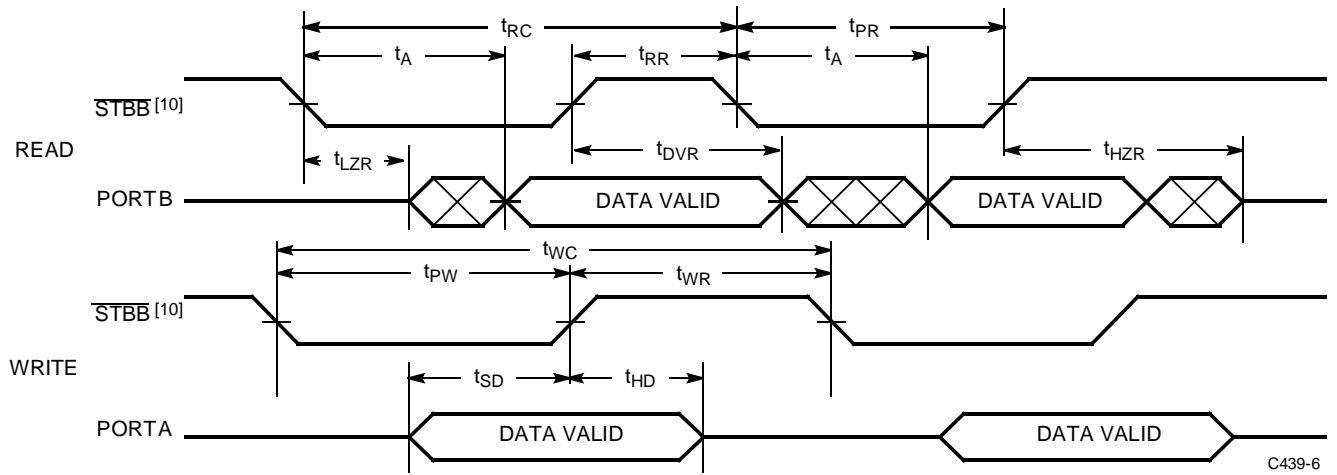 tRC
tPR
tA
tRR
tA
STBB [10]
READ
tLZR
tDVR
tHZR
PORTB
DATA VALID
DATA VALID
tWC
tPW
tWR
STBB [10]
WRITE
tSD
tHD
PORTA
DATA VALID
DATA VALID
C439-6